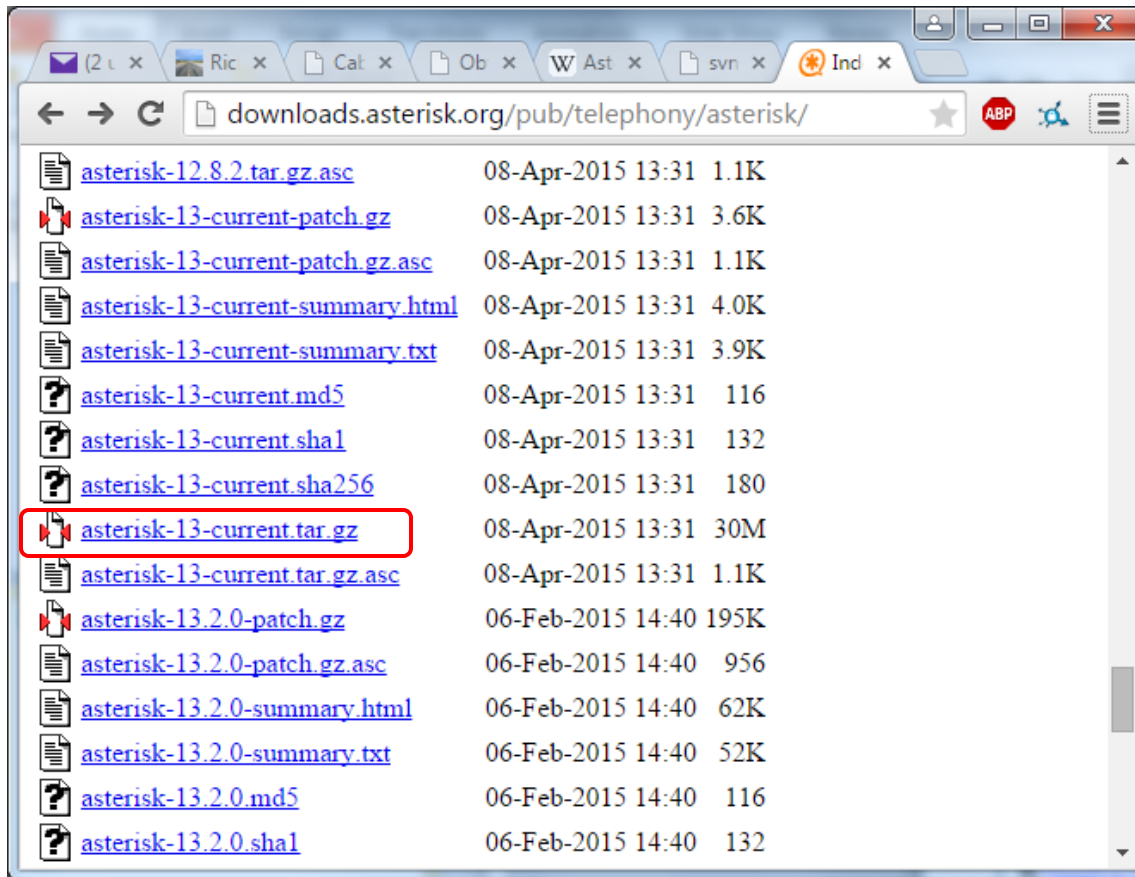 (2 u Ric Cab Ob W Ast svn Ind
downloads.asterisk.org/pub/telephony/asterisk/ ABP
asterisk-12.8.2.tar.gz.asc 08-Apr-2015 13:31 1.1K
asterisk-13-current-patch.gz 08-Apr-2015 13:31 3.6K
asterisk-13-current-patch.gz.asc 08-Apr-2015 13:31 1.1K
asterisk-13-current-summary.html 08-Apr-2015 13:31 4.0K
asterisk-13-current-summary.txt 08-Apr-2015 13:31 3.9K
asterisk-13-current.md5 08-Apr-2015 13:31 116
asterisk-13-current.sha1 08-Apr-2015 13:31 132
asterisk-13-current.sha256 08-Apr-2015 13:31 180
asterisk-13-current.tar.gz 08-Apr-2015 13:31 30M
asterisk-13-current.tar.gz.asc 08-Apr-2015 13:31 1.1K
asterisk-13.2.0-patch.gz 06-Feb-2015 14:40 195K
asterisk-13.2.0-patch.gz.asc 06-Feb-2015 14:40 956
asterisk-13.2.0-summary.html 06-Feb-2015 14:40 62K
asterisk-13.2.0-summary.txt 06-Feb-2015 14:40 52K
asterisk-13.2.0.md5 06-Feb-2015 14:40 116
asterisk-13.2.0.sha1 06-Feb-2015 14:40 132